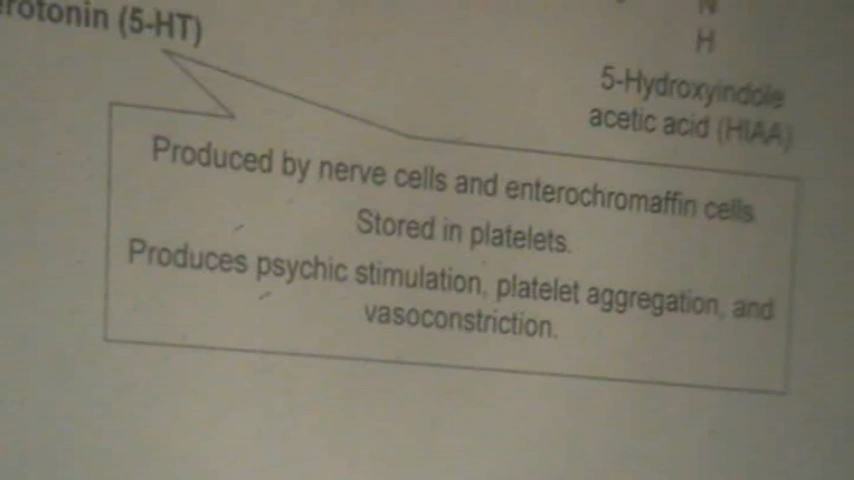 rotonin (5-HT)
N
H
5-Hydroxyindole
acetic acid (HIAA)
Produced by nerve cells and enterochromaffin cells
Stored in platelets.
Produces psychic stimulation, platelet aggregation, and
vasoconstriction.